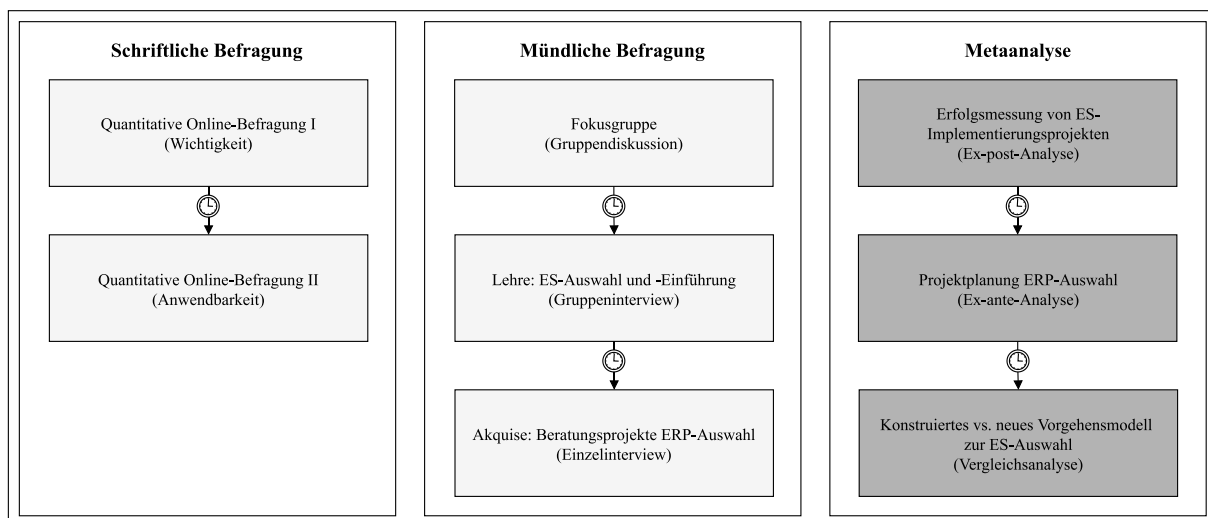 Schriftliche Befragung
Quantitative Online-Befragung I
(Wichtigkeit)
Quantitative Online-Befragung II
(Anwendbarkeit)
Mündliche Befragung
Fokusgruppe
(Gruppendiskussion)
Lehre: ES-Auswahl und -Einführung
(Gruppeninterview)
Akquise: Beratungsprojekte ERP-Auswahl
(Einzelinterview)
Metaanalyse
Erfolgsmessung von ES-
Implementierungsprojekten
(Ex-post-Analyse)
Projektplanung ERP-Auswahl
(Ex-ante-Analyse)
Konstruiertes vs. neues Vorgehensmodell
zur ES-Auswahl
(Vergleichsanalyse)